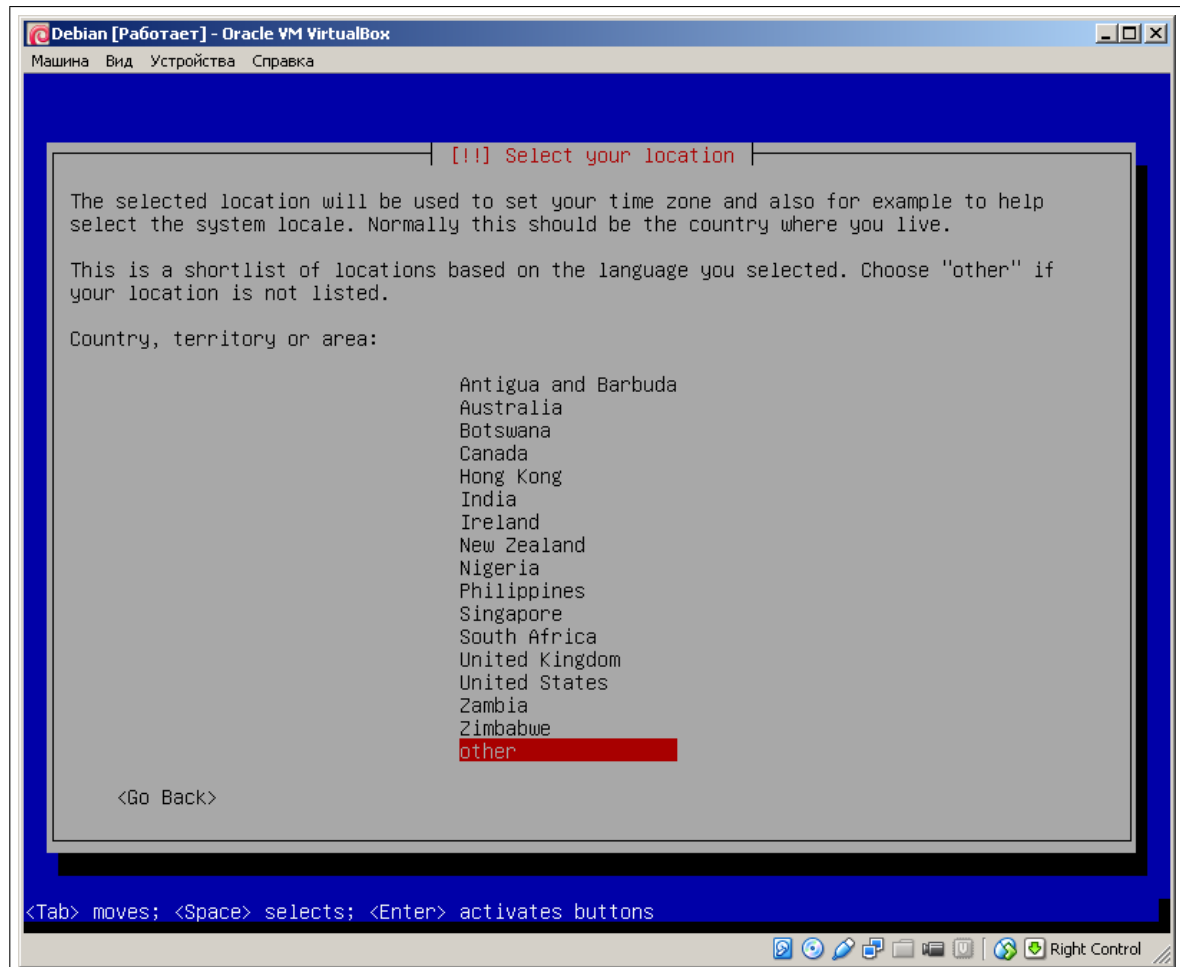 Debian [Работает] - Oracle VM VirtualBox
Машина Вид Устройства Справка
[!!] Select your location
The selected location will be used to set your time zone and also for example to help
select the system locale. Normally this should be the country where you live.
This is a shortlist of locations based on the language you selected. Choose "other" if
your location is not listed.
Country, territory or area:
Antigua and Barbuda
Australia
Botswana
Canada
Hong Kong
India
Ireland
New Zealand
Nigeria
Philippines
Singapore
South Africa
United Kingdom
United States
Zambia
Zimbabwe
other
<Go Back>
<Tab> moves; <Space> selects; <Enter> activates buttons
Right Control